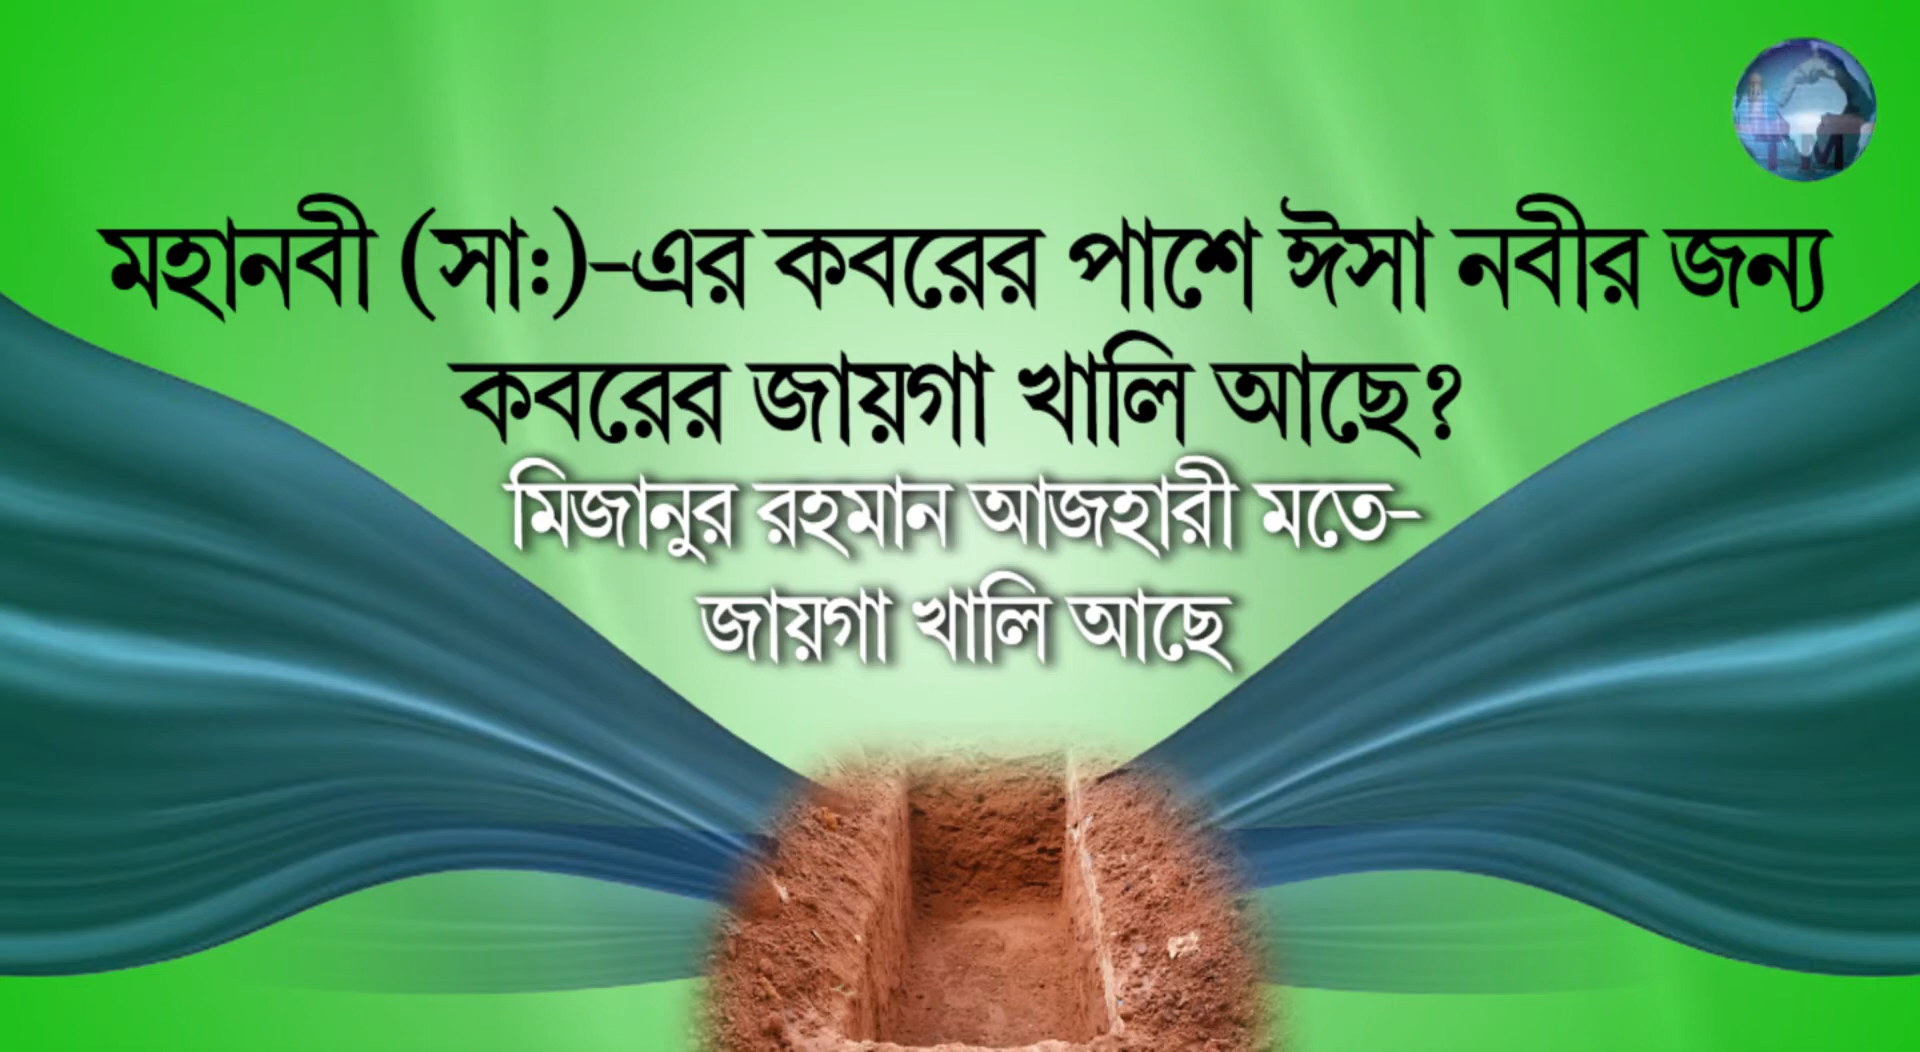 মহানবী (সা:)-এর কবরের পাশে ঈসা নবীর জন্য
কবরের জায়গা খালি আছে?
মিজানুর রহমান আজহারী মতে-
জায়গা খালি আছে